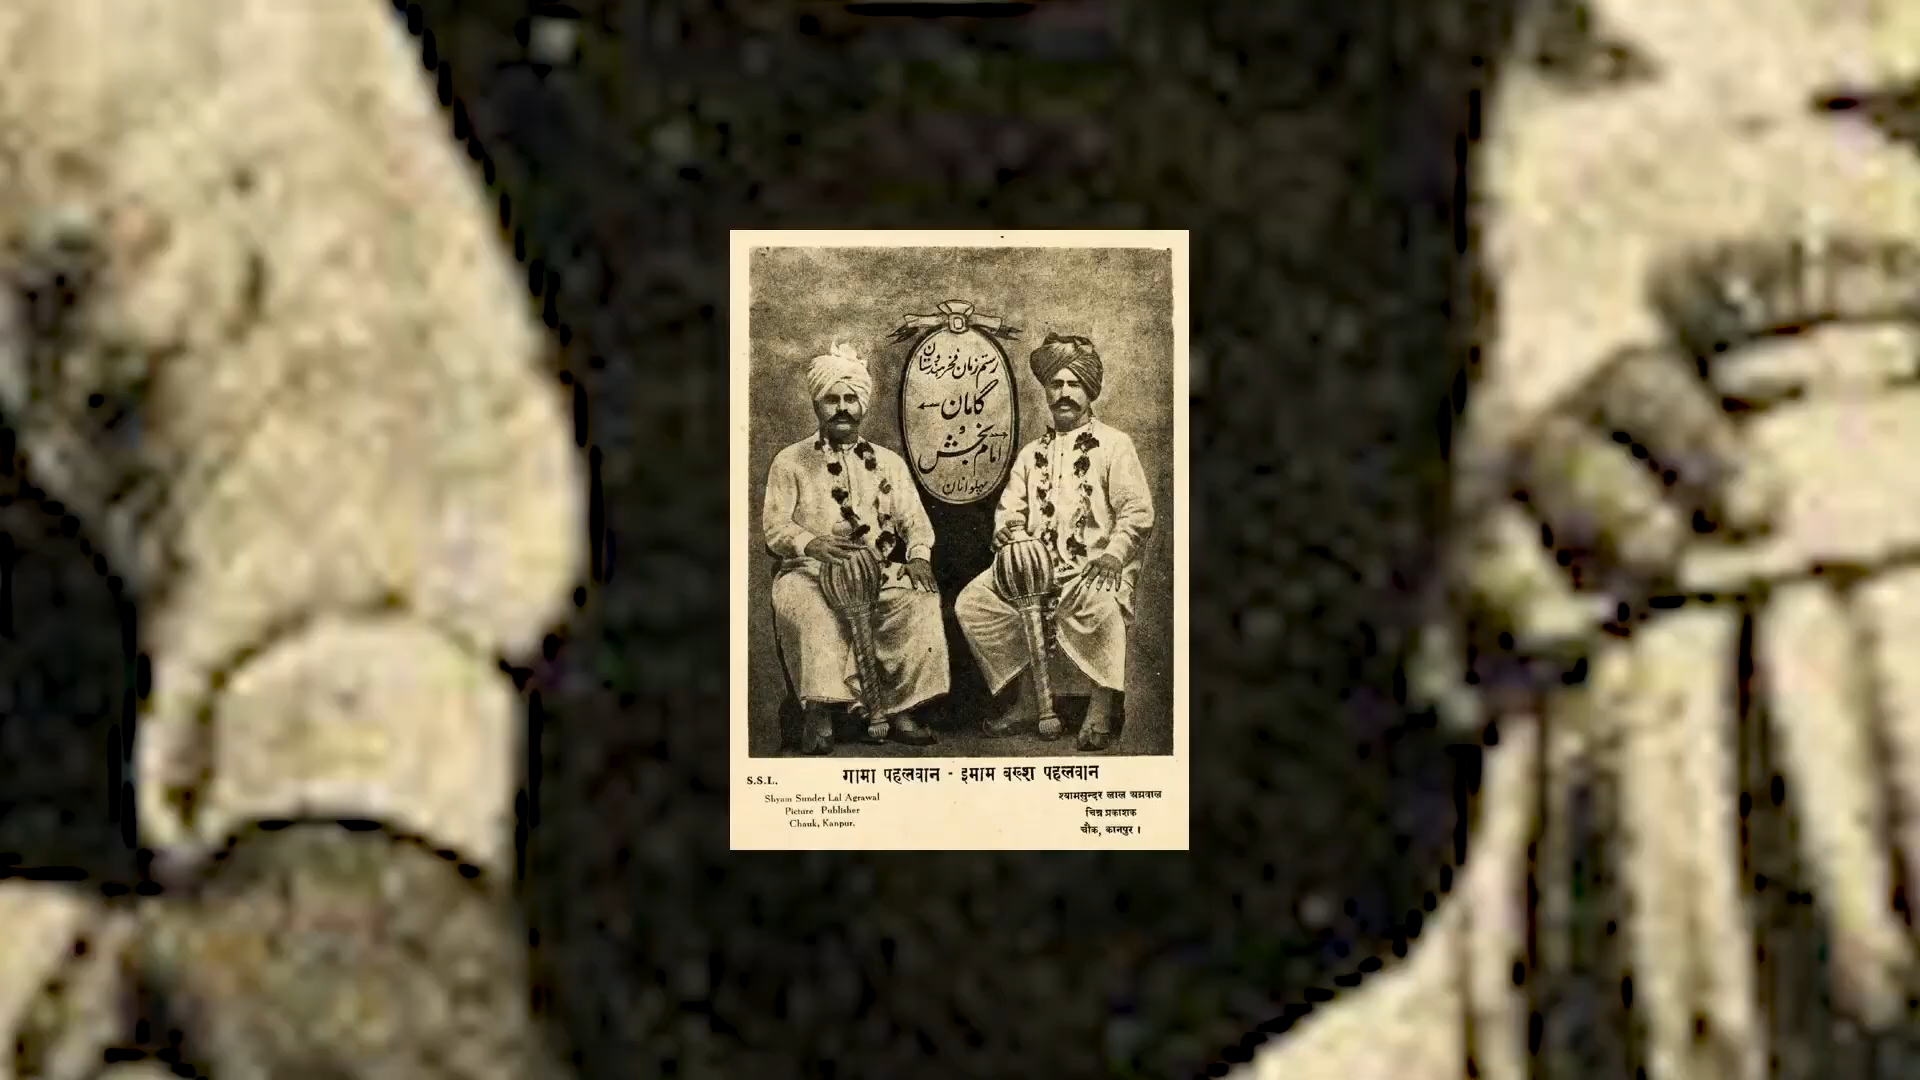 رستم زمان فخر ہندوستان
گامان
و
امام بخش
پہلوانان
गामा पहलवान - इमाम बख्श पहलवान
S.S.L.
Shyam Sunder Lal Agrawal
Picture Publisher
Chauk, Kanpur.
श्यामसुन्दर लाल अग्रवाल
चित्र प्रकाशक
चौक, कानपुर ।